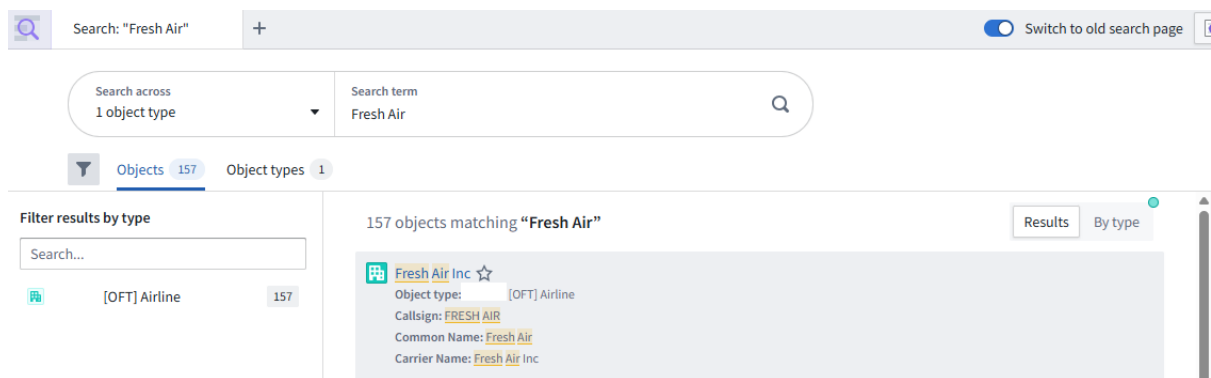 Search: "Fresh Air"
+
Switch to old search page
Search across
1 object type
Search term
Fresh Air
Objects 157
Object types 1
Filter results by type
Search...
[OFT] Airline 157
157 objects matching “Fresh Air”
Results
By type
Fresh Air Inc
Object type: [OFT] Airline
Callsign: FRESH AIR
Common Name: Fresh Air
Carrier Name: Fresh Air Inc